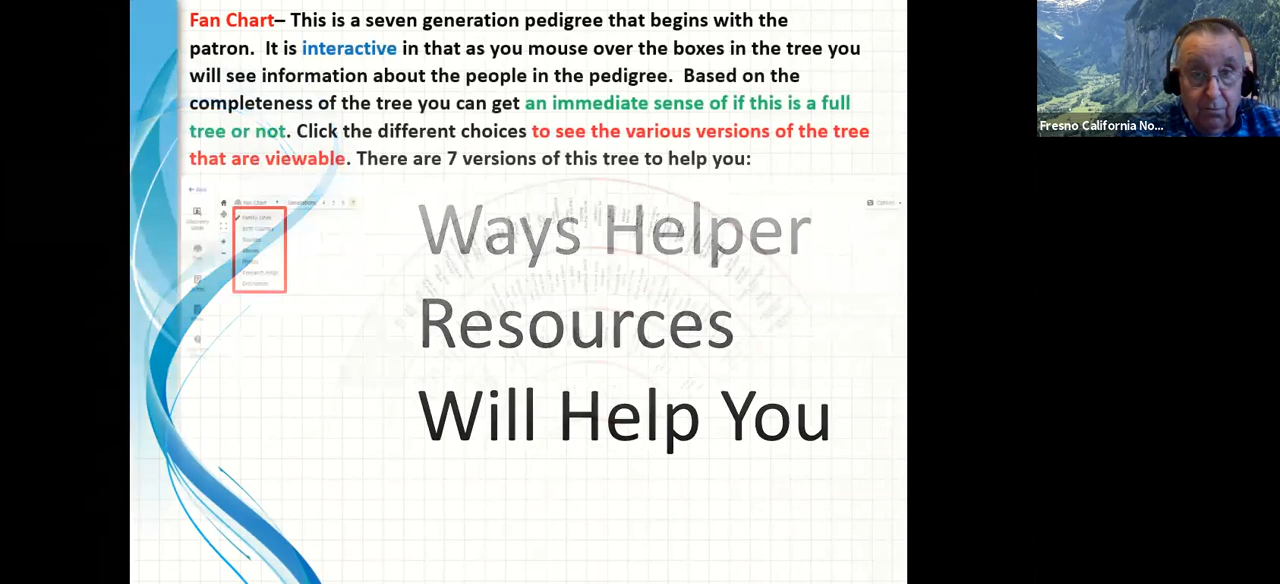 Fan Chart– This is a seven generation pedigree that begins with the
patron. It is interactive in that as you mouse over the boxes in the tree you
will see information about the people in the pedigree. Based on the
completeness of the tree you can get an immediate sense of if this is a full
tree or not. Click the different choices to see the various versions of the tree
that are viewable. There are 7 versions of this tree to help you:
Fan Chart Generations
Options
Family Lines
Birth Country
Sources
Research Helps
Ways Helper
Resources
Will Help You
Fresno California No...